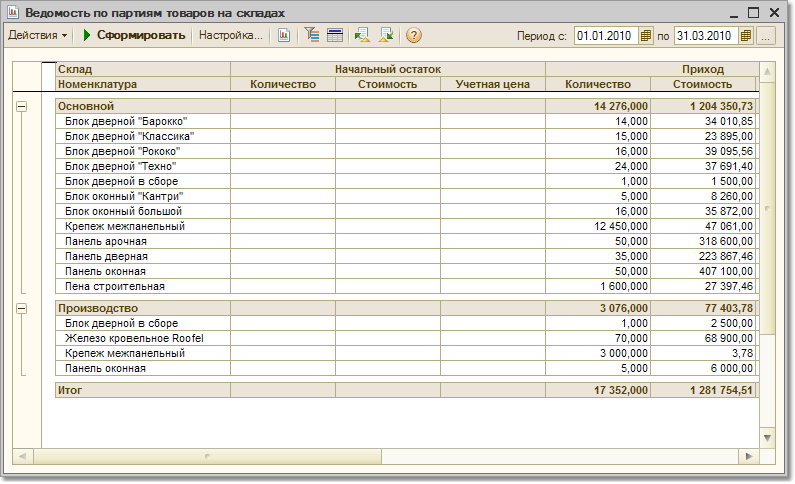 Ведомость по партиям товаров на складах
Действия Сформировать Настройка... ? Период с: 01.01.2010 по 31.03.2010 ...
Склад Начальный остаток Приход
Номенклатура Количество Стоимость Учетная цена Количество Стоимость
Основной 14 276,000 1 204 350,73
Блок дверной "Барокко" 14,000 34 010,85
Блок дверной "Классика" 15,000 23 895,00
Блок дверной "Рококо" 16,000 39 095,56
Блок дверной "Техно" 24,000 37 691,40
Блок дверной в сборе 1,000 1 500,00
Блок оконный "Кантри" 5,000 8 260,00
Блок оконный большой 16,000 35 872,00
Крепеж межпанельный 12 450,000 47 061,00
Панель арочная 50,000 318 600,00
Панель дверная 35,000 223 867,46
Панель оконная 50,000 407 100,00
Пена строительная 1 600,000 27 397,46
Производство 3 076,000 77 403,78
Блок дверной в сборе 1,000 2 500,00
Железо кровельное Roofel 70,000 68 900,00
Крепеж межпанельный 3 000,000 3,78
Панель оконная 5,000 6 000,00
Итог 17 352,000 1 281 754,51